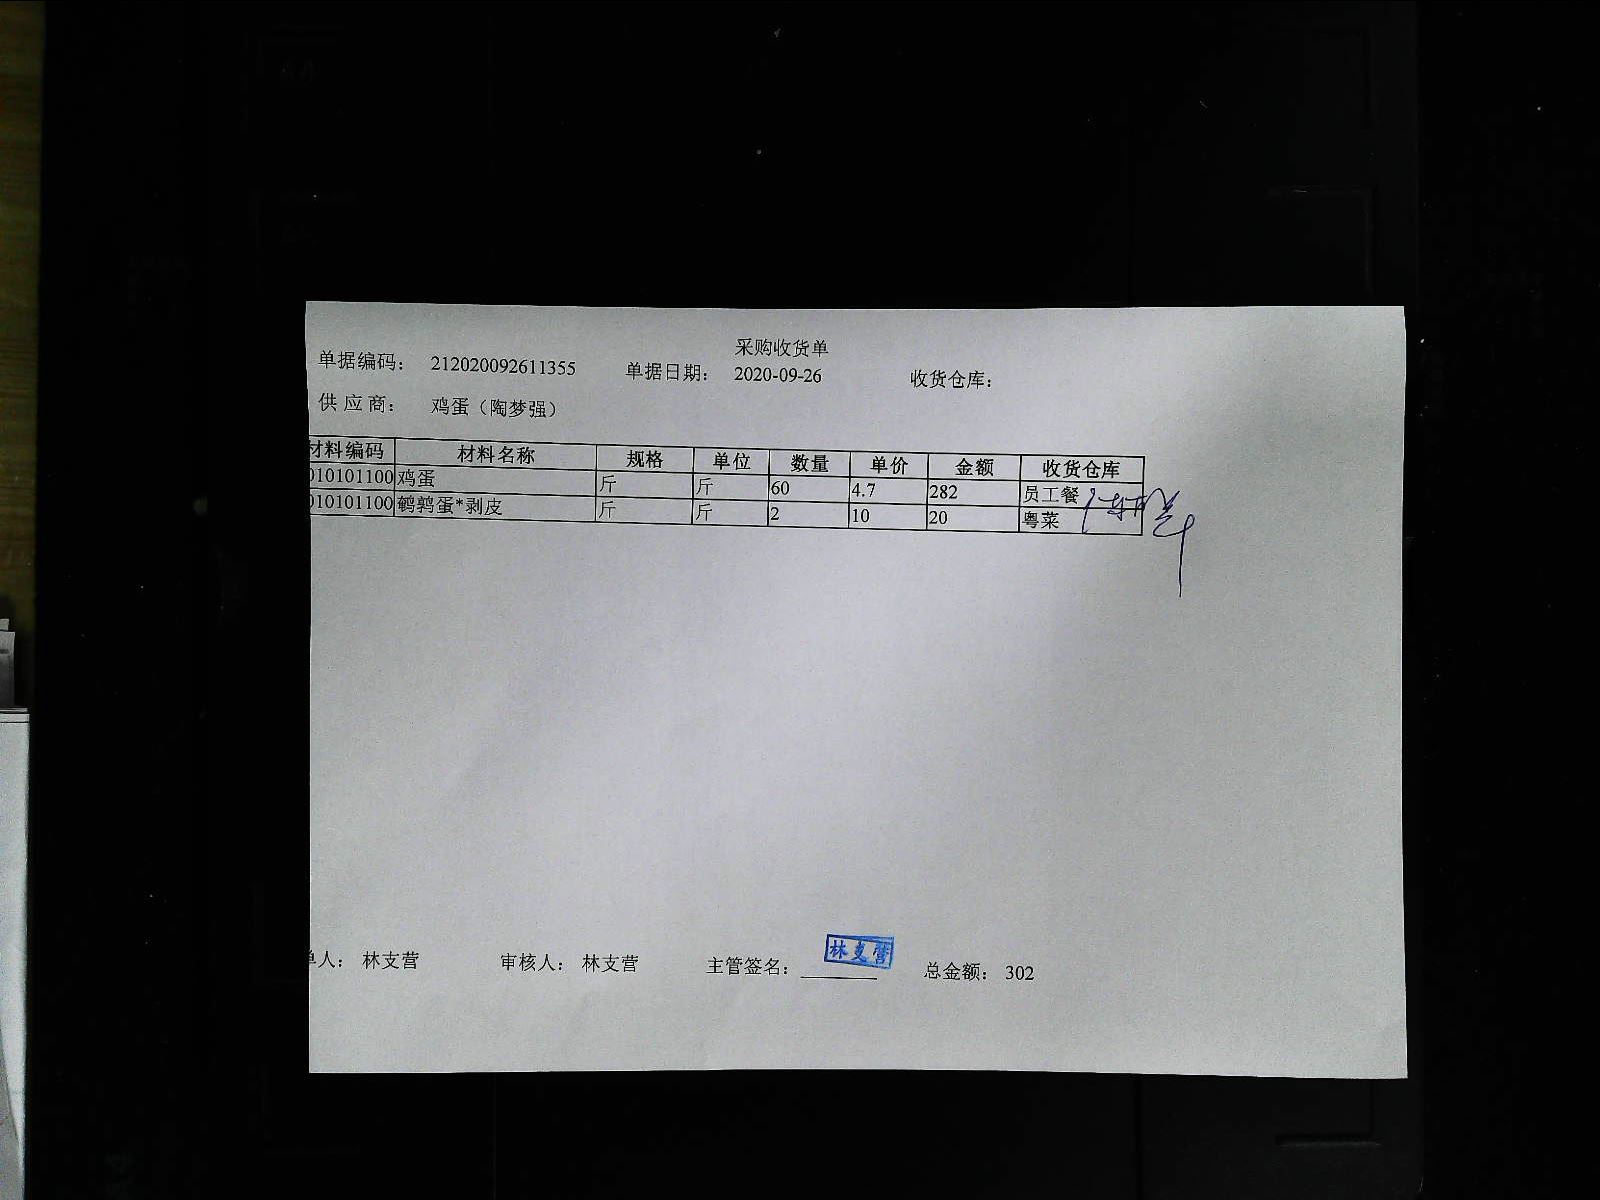 采购收货单
单据编码： 212020092611355 单据日期： 2020-09-26 收货仓库：
供应商： 鸡蛋（陶梦强）
材料编码 材料名称 规格 单位 数量 单价 金额 收货仓库
010101100 鸡蛋 斤 斤 60 4.7 282 员工餐
010101100 鹌鹑蛋*剥皮 斤 斤 2 10 20 粤菜
单人： 林支营 审核人： 林支营 主管签名： 林支营 总金额： 302